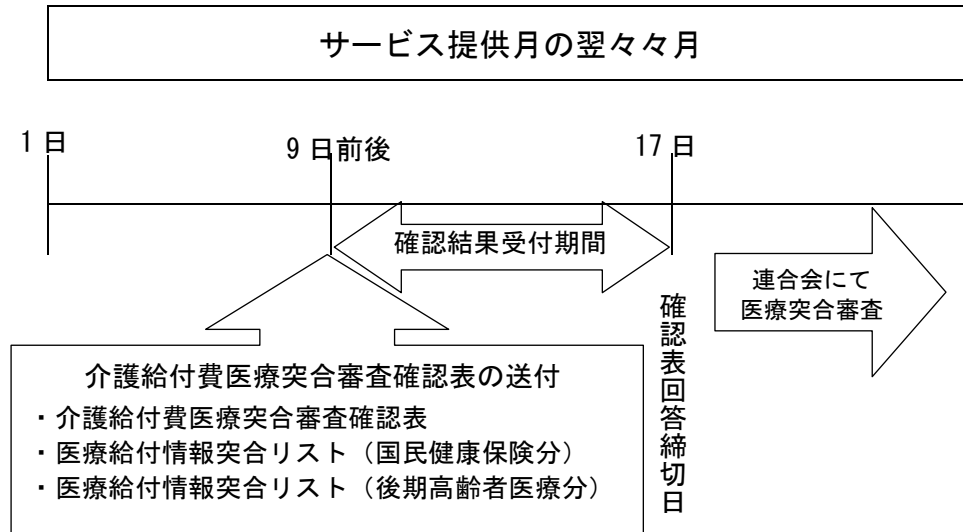 サービス提供月の翌々々月
1 日
9 日前後
17 日
確認結果受付期間
連合会にて
医療突合審査
確認表回答締切日
介護給付費医療突合審査確認表の送付
・介護給付費医療突合審査確認表
・医療給付情報突合リスト（国民健康保険分）
・医療給付情報突合リスト（後期高齢者医療分）